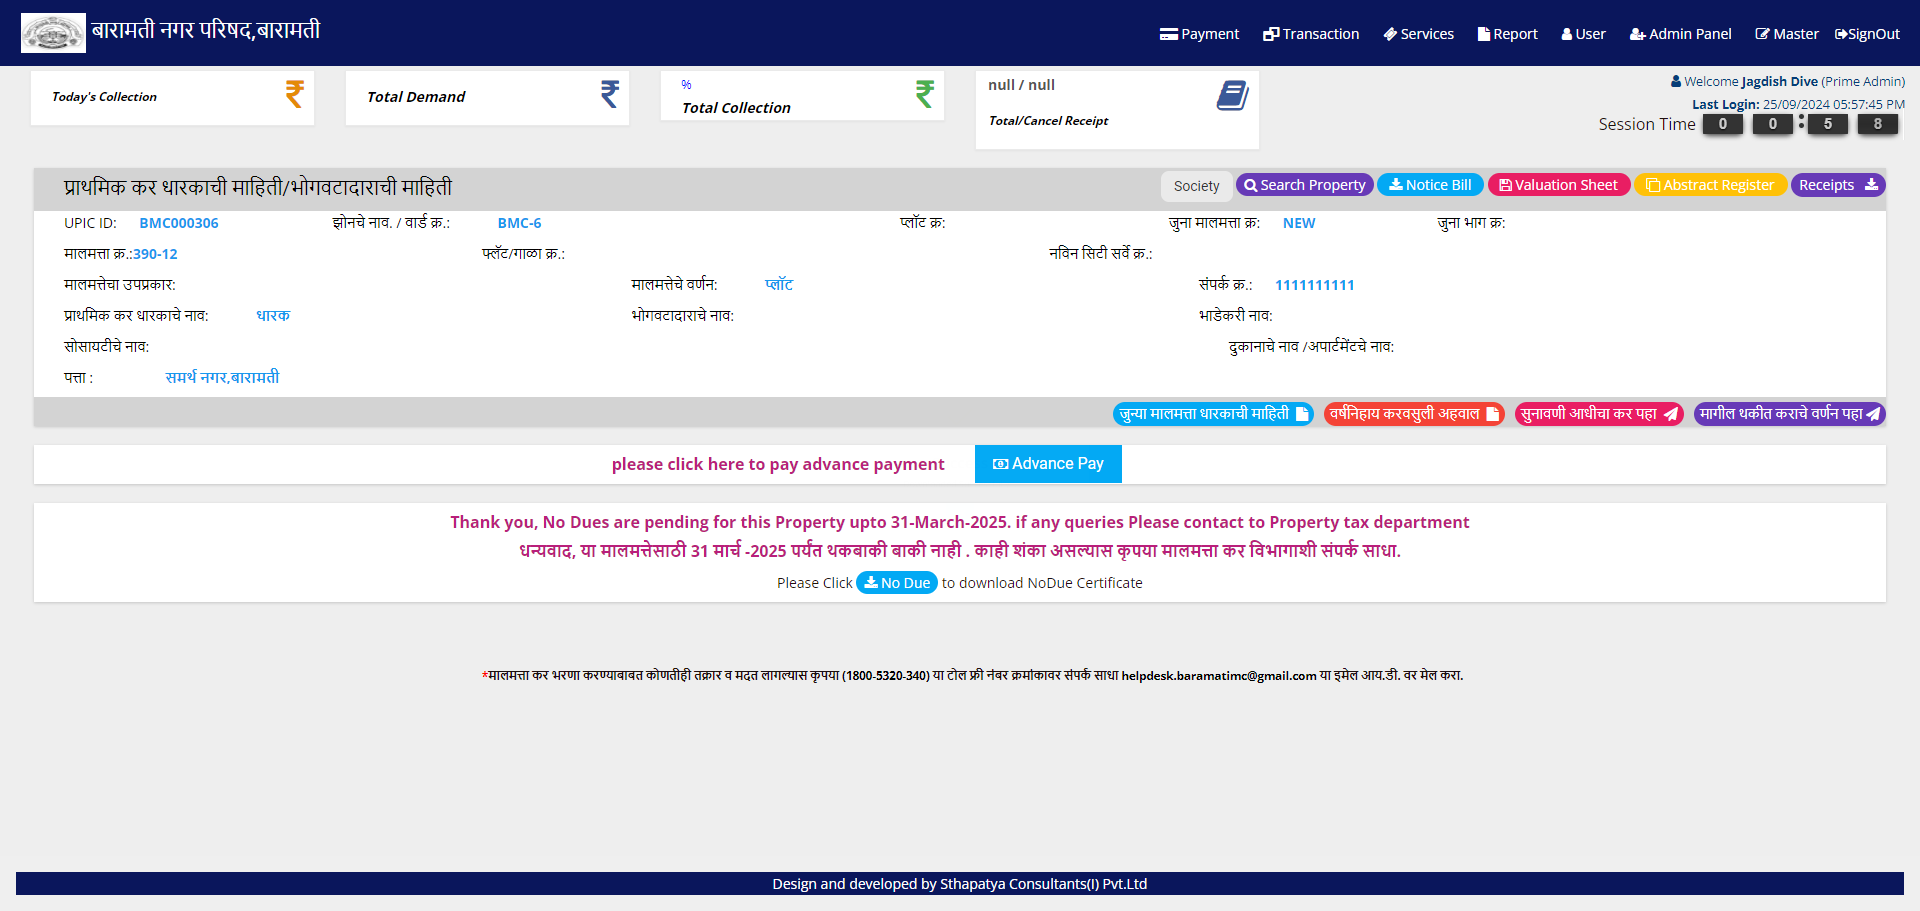 बारामती नगर परिषद,बारामती
Payment Transaction Services Report User Admin Panel Master SignOut
Today's Collection
Total Demand
%
Total Collection
null / null
Total/Cancel Receipt
Welcome Jagdish Dive (Prime Admin)
Last Login: 25/09/2024 05:57:45 PM
Session Time 0 0 : 5 8
प्राथमिक कर धारकाची माहिती/भोगवटादाराची माहिती
Society Search Property Notice Bill Valuation Sheet Abstract Register Receipts
UPIC ID: BMC000306 झोनचे नाव. / वार्ड क्र.: BMC-6 प्लॉट क्र: जुना मालमत्ता क्र: NEW जुना भाग क्र:
मालमत्ता क्र.:390-12 फ्लॅट/गाळा क्र.: नविन सिटी सर्वे क्र.:
मालमत्तेचा उपप्रकार: मालमत्तेचे वर्णन: प्लॉट संपर्क क्र.: 1111111111
प्राथमिक कर धारकाचे नाव: धारक भोगवटादाराचे नाव: भाडेकरी नाव:
सोसायटीचे नाव: दुकानाचे नाव /अपार्टमेंटचे नाव:
पत्ता : समर्थ नगर,बारामती
जुन्या मालमत्ता धारकाची माहिती वर्षनिहाय करवसुली अहवाल सुनावणी आधीचा कर पहा मागील थकीत कराचे वर्णन पहा
please click here to pay advance payment Advance Pay
Thank you, No Dues are pending for this Property upto 31-March-2025. if any queries Please contact to Property tax department
धन्यवाद, या मालमत्तेसाठी 31 मार्च -2025 पर्यंत थकबाकी बाकी नाही . काही शंका असल्यास कृपया मालमत्ता कर विभागाशी संपर्क साधा.
Please Click No Due to download NoDue Certificate
*मालमत्ता कर भरणा करण्याबाबत कोणतीही तक्रार व मदत लागल्यास कृपया (1800-5320-340) या टोल फ्री नंबर क्रमांकावर संपर्क साधा helpdesk.baramatimc@gmail.com या इमेल आय.डी. वर मेल करा.
Design and developed by Sthapatya Consultants(I) Pvt.Ltd